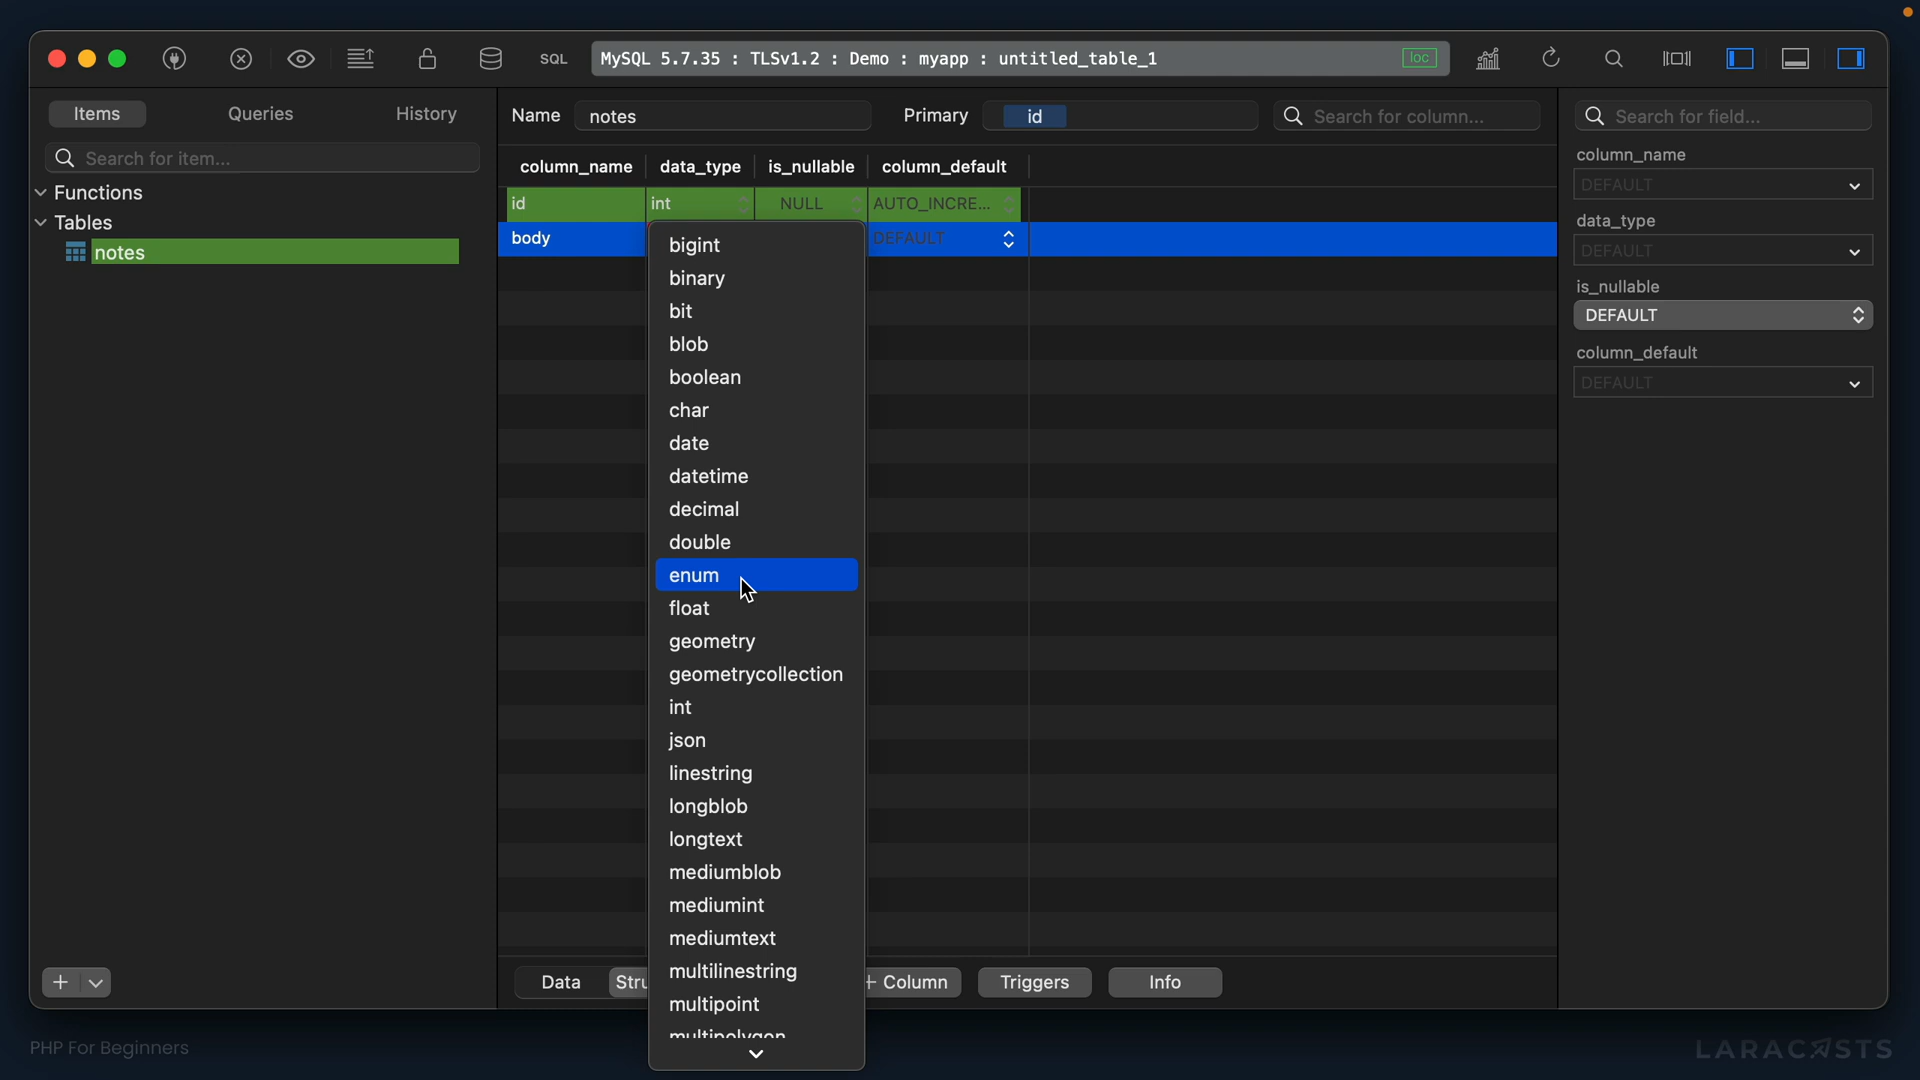 SQL
MySQL 5.7.35 : TLSv1.2 : Demo : myapp : untitled_table_1
loc
Items
Queries
History
Search for item...
Functions
Tables
notes
Name
notes
Primary
id
Search for column...
column_name
data_type
is_nullable
column_default
id
int
NULL
AUTO_INCRE...
body
DEFAULT
bigint
binary
bit
blob
boolean
char
date
datetime
decimal
double
enum
float
geometry
geometrycollection
int
json
linestring
longblob
longtext
mediumblob
mediumint
mediumtext
multilinestring
multipoint
multipolygon
Data
Stru
+ Column
Triggers
Info
Search for field...
column_name
DEFAULT
data_type
DEFAULT
is_nullable
DEFAULT
column_default
DEFAULT
PHP For Beginners
LARACASTS